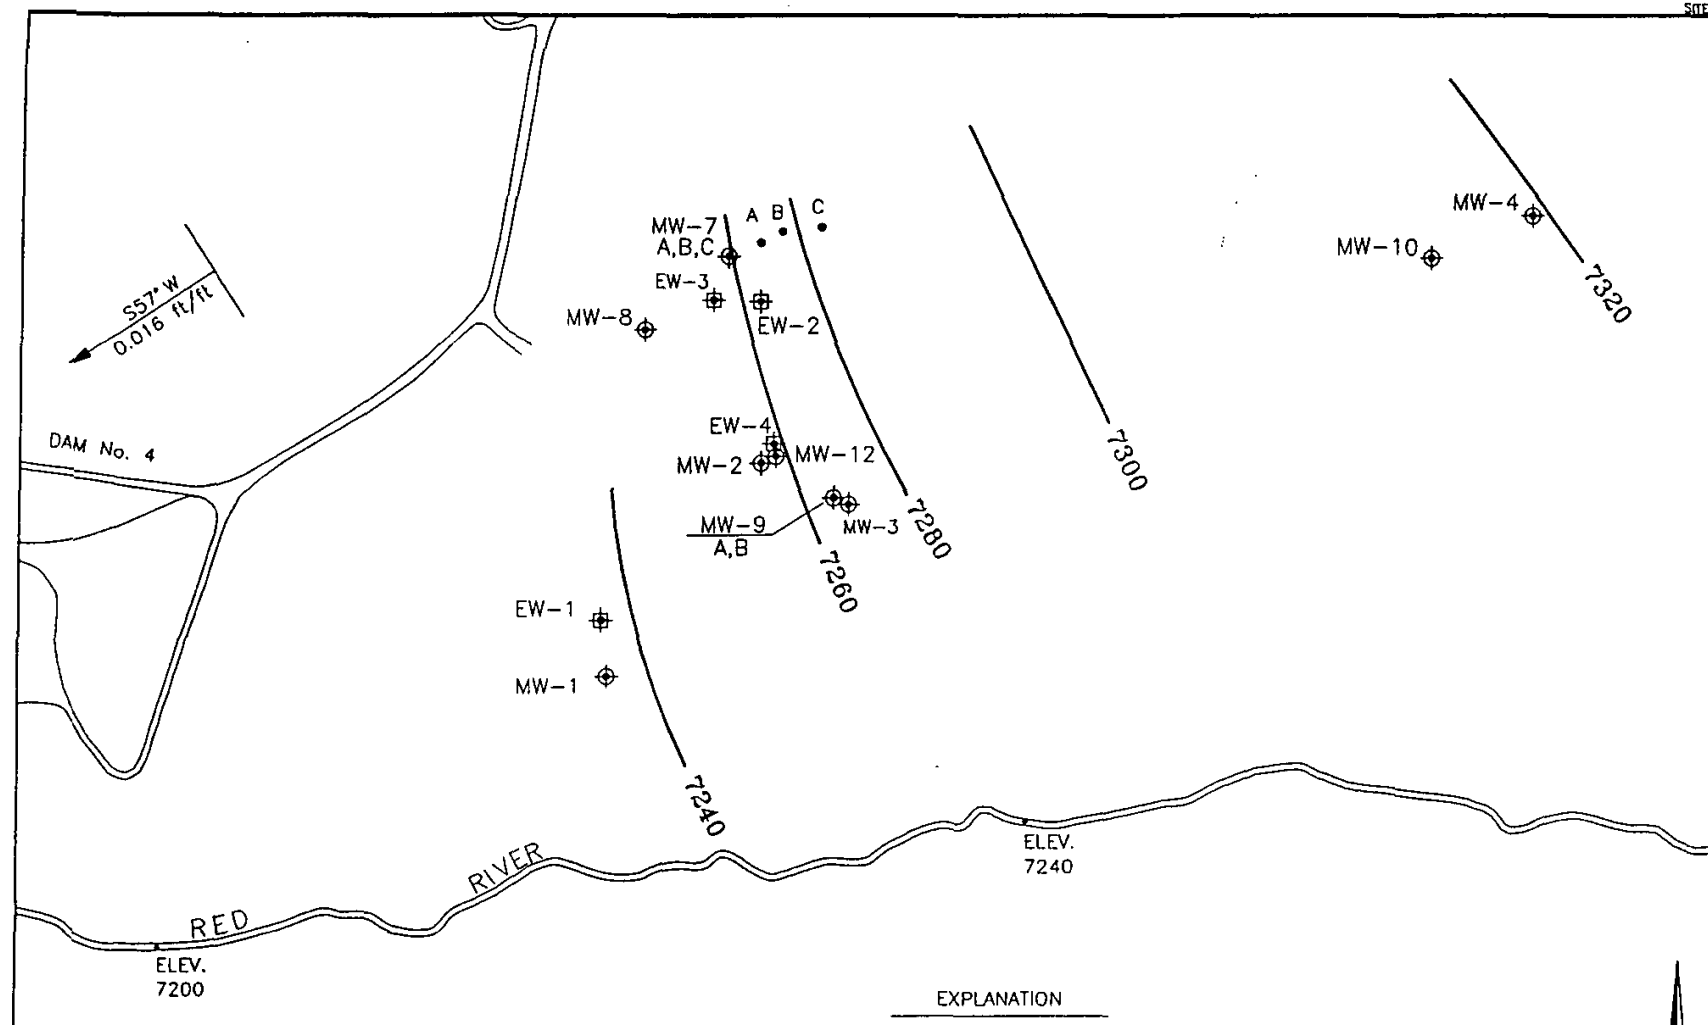 SITE
MW-4
MW-10
7320
MW-7
A,B,C
A
B
C
EW-3
EW-2
MW-8
S57° W
0.016 ft/ft
DAM No. 4
EW-4
MW-12
MW-2
7300
MW-9
A,B
MW-3
7280
7260
EW-1
MW-1
7240
RED RIVER
ELEV.
7240
ELEV.
7200
EXPLANATION